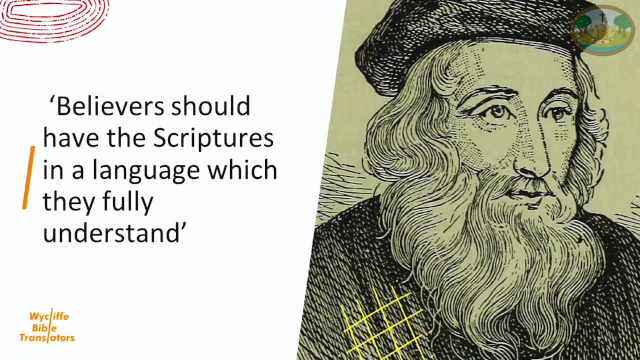 ‘Believers should
have the Scriptures
in a language which
they fully
understand’
Wycliffe
Bible
Translators